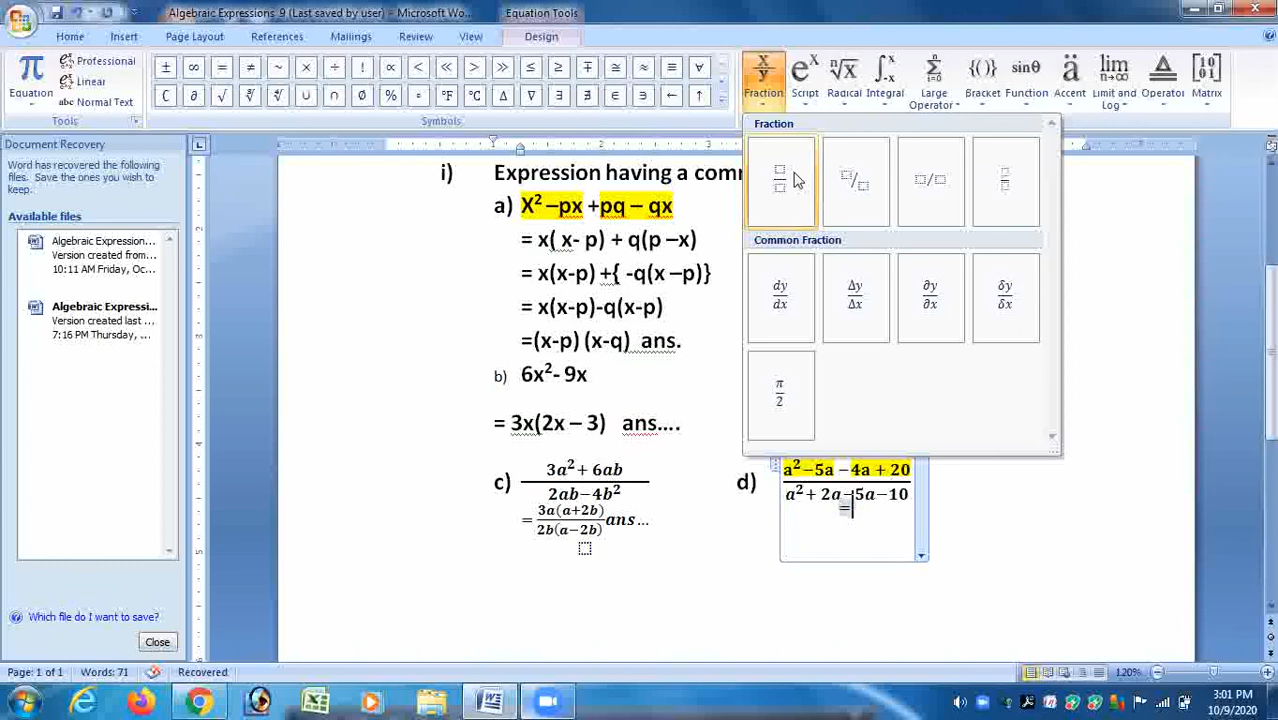 Algebraic Expressions 9 (Last saved by user) - Microsoft Wo...
Equation Tools
Home Insert Page Layout References Mailings Review View Design
π Equation
Professional
Linear
abc Normal Text
Tools
± ∞ = ≠ ~ × ÷ ! ∝ < ≪ > ≫ ≤ ≥ ∓ ≅ ≈ ≡ ∀
∁ ∂ √ ∛ ∜ ∪ ∩ ∅ % ° ℉ ℃ ∆ ∇ ∃ ∄ ∈ ∋ ← ↑
Symbols
Fraction Script Radical Integral Large Operator Bracket Function Accent Limit and Log Operator Matrix
Fraction
Common Fraction
dy/dx Δy/Δx ∂y/∂x δy/δx
π/2
Document Recovery
Word has recovered the following files. Save the ones you wish to keep.
Available files
Algebraic Expression...
Version created from...
10:11 AM Friday, Oc...
Algebraic Expressi...
Version created last ...
7:16 PM Thursday, ...
Which file do I want to save?
Close
i) Expression having a comm
a) X² –px +pq – qx
= x( x- p) + q(p –x)
= x(x-p) +{ -q(x –p)}
= x(x-p)-q(x-p)
=(x-p) (x-q) ans.
b) 6x²- 9x
= 3x(2x – 3) ans....
c) (3a² + 6ab)/(2ab−4b²)
= 3a(a+2b)/2b(a−2b) ans...
d) (a² –5a –4a + 20)/(a² + 2a−5a−10)
=
Page: 1 of 1 Words: 71 Recovered 120%
3:01 PM
10/9/2020